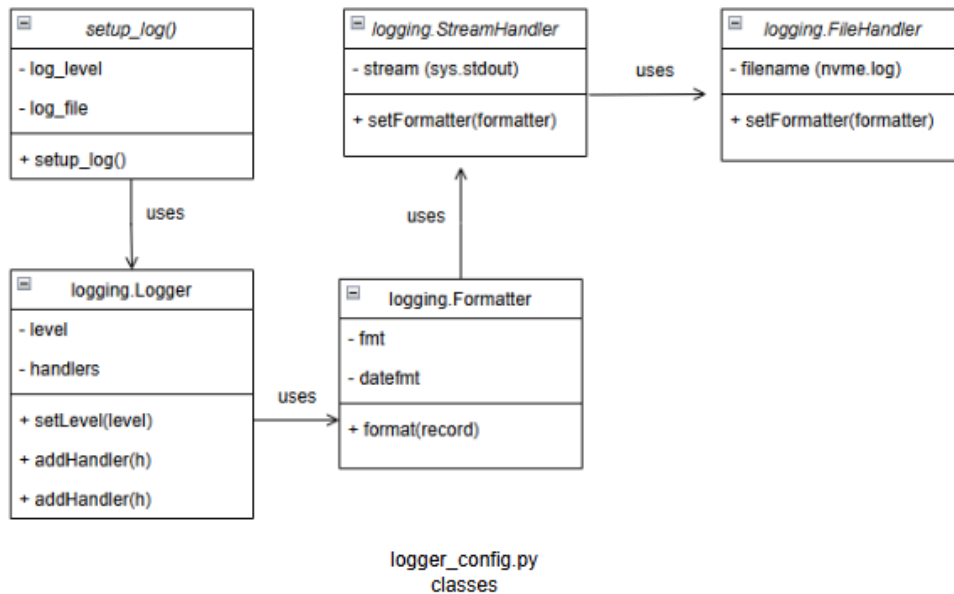 setup_log()
- log_level
- log_file
+ setup_log()
uses
logging.StreamHandler
- stream (sys.stdout)
+ setFormatter(formatter)
uses
logging.FileHandler
- filename (nvme.log)
+ setFormatter(formatter)
uses
logging.Logger
- level
- handlers
+ setLevel(level)
+ addHandler(h)
+ addHandler(h)
uses
logging.Formatter
- fmt
- datefmt
+ format(record)
logger_config.py
classes